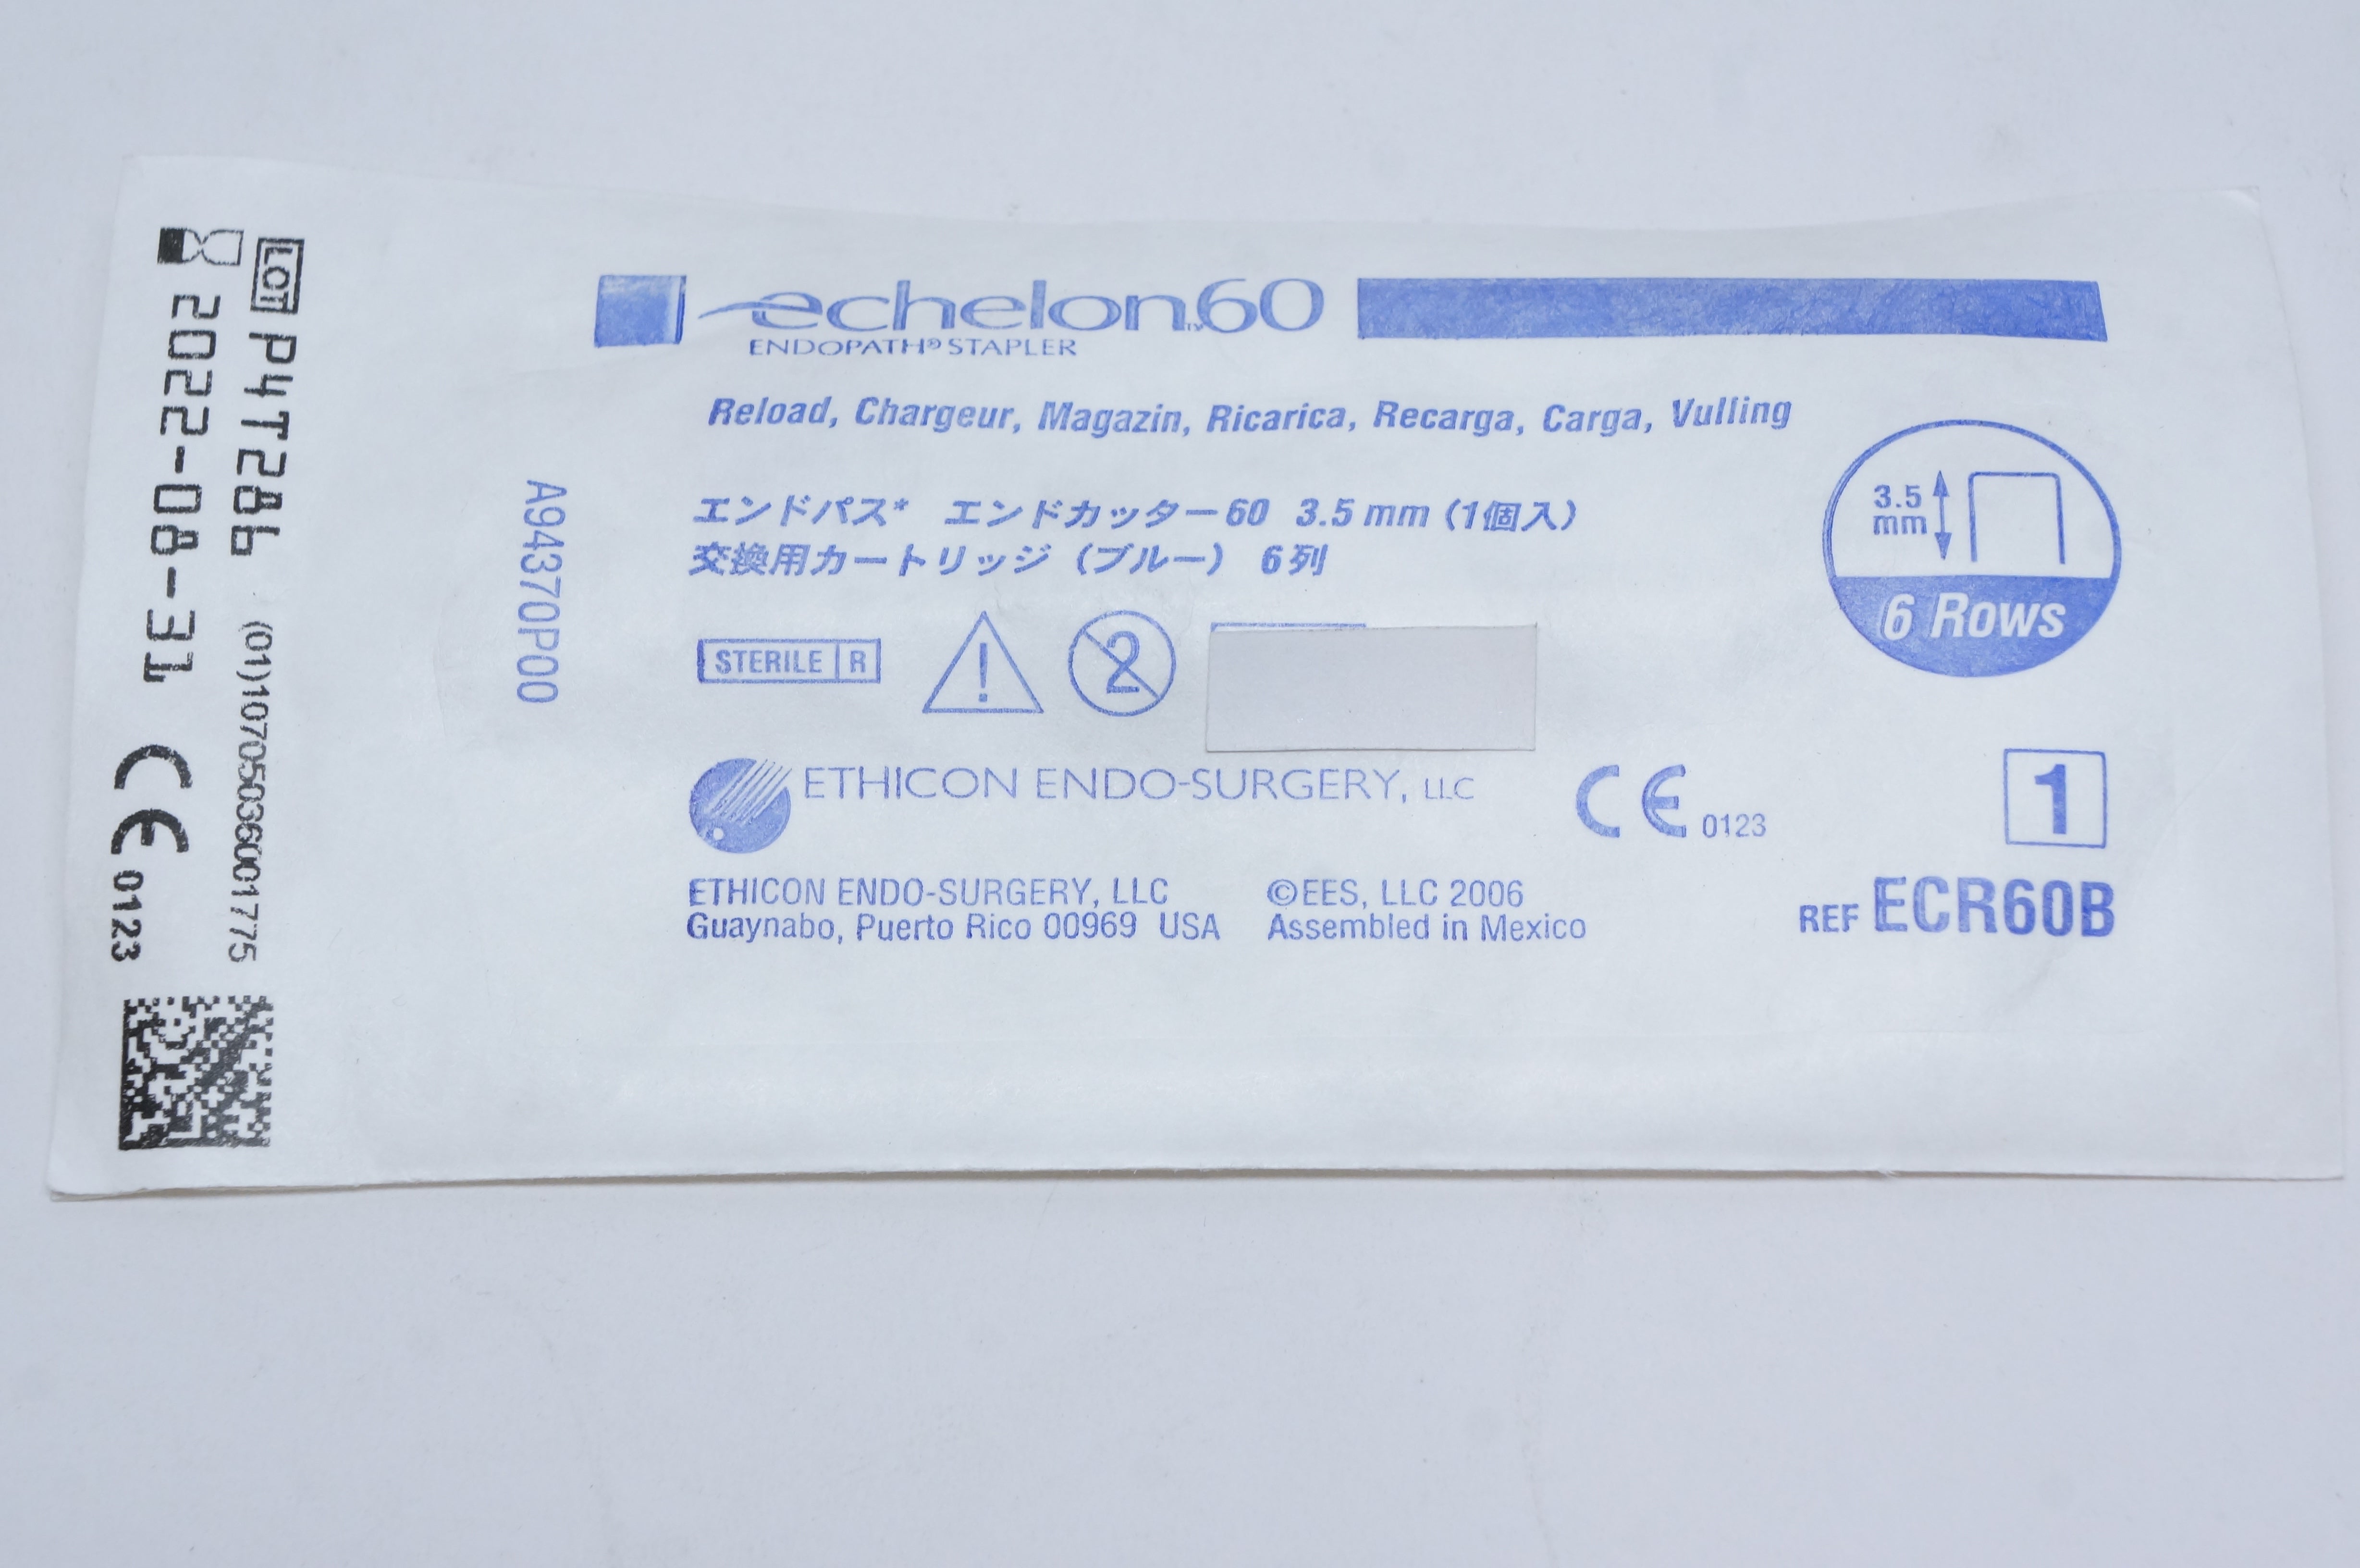 LOT P4T286
2022-08-31
(01)10705036001775
CE 0123
A94370P00
echelon™60
ENDOPATH® STAPLER
Reload, Chargeur, Magazin, Ricarica, Recarga, Carga, Vulling
エンドパス* エンドカッター60 3.5 mm (1個入)
交換用カートリッジ (ブルー) 6列
3.5
mm
6 Rows
STERILE R
!
2
ETHICON ENDO-SURGERY, LLC
CE 0123
1
ETHICON ENDO-SURGERY, LLC
Guaynabo, Puerto Rico 00969 USA
©EES, LLC 2006
Assembled in Mexico
REF ECR60B